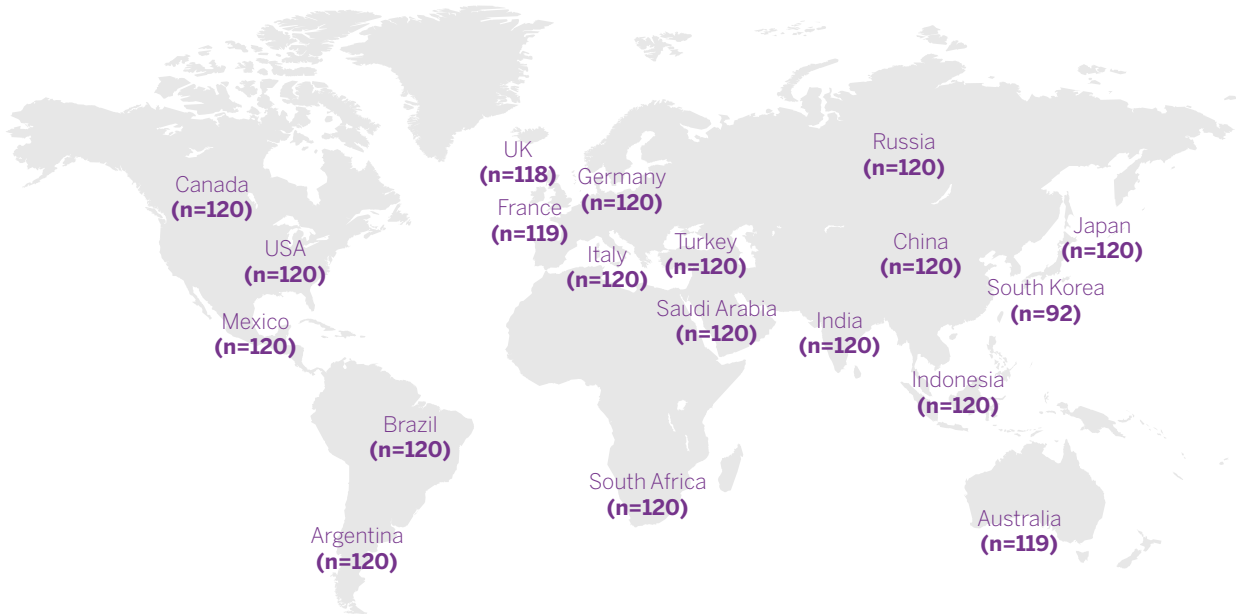 Russia
(n=120)
UK
(n=118)
Germany
(n=120)
Canada
(n=120)
France
(n=119)
Japan
(n=120)
USA
(n=120)
Italy
(n=120)
Turkey
(n=120)
China
(n=120)
South Korea
(n=92)
Saudi Arabia
(n=120)
India
(n=120)
Mexico
(n=120)
Indonesia
(n=120)
Brazil
(n=120)
South Africa
(n=120)
Australia
(n=119)
Argentina
(n=120)